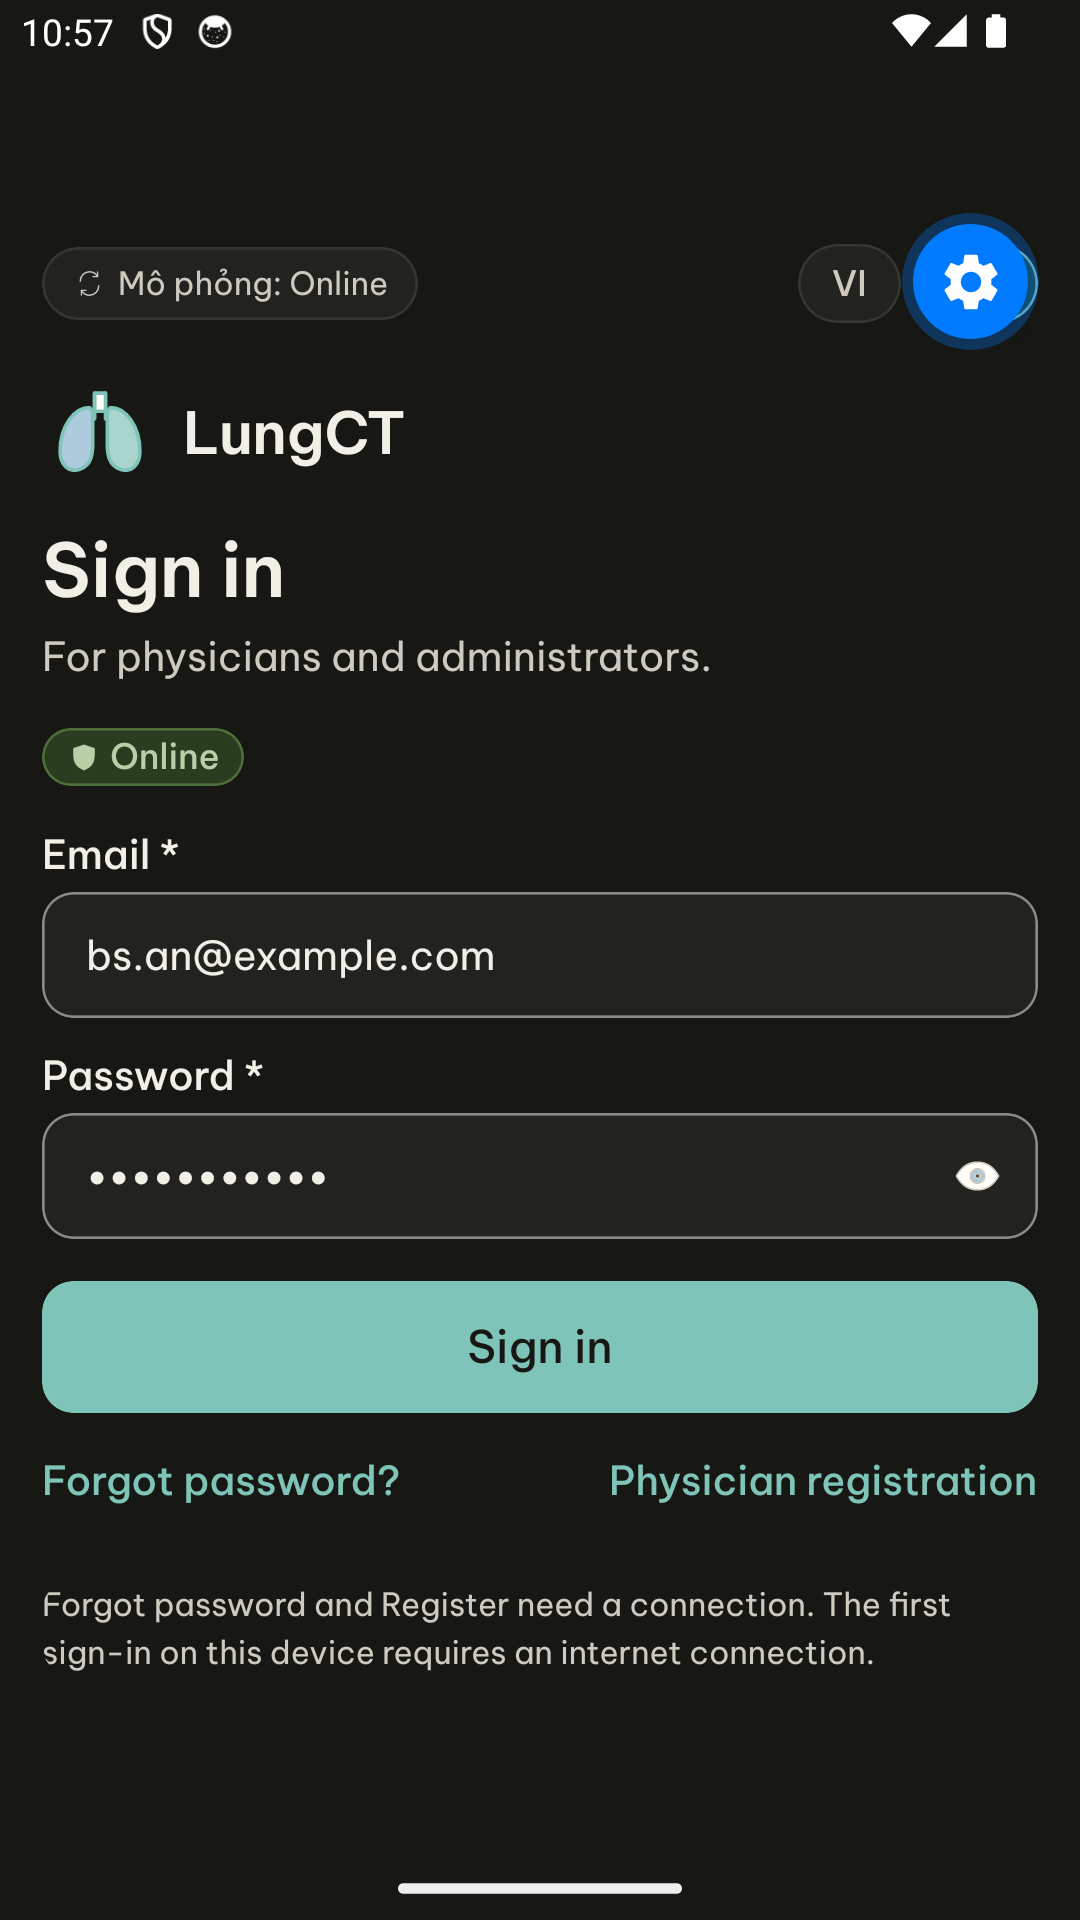 10:57
Mô phỏng: Online
VI
LungCT
Sign in
For physicians and administrators.
Online
Email *
bs.an@example.com
Password *
•••••••••••
Sign in
Forgot password?
Physician registration
Forgot password and Register need a connection. The first
sign-in on this device requires an internet connection.